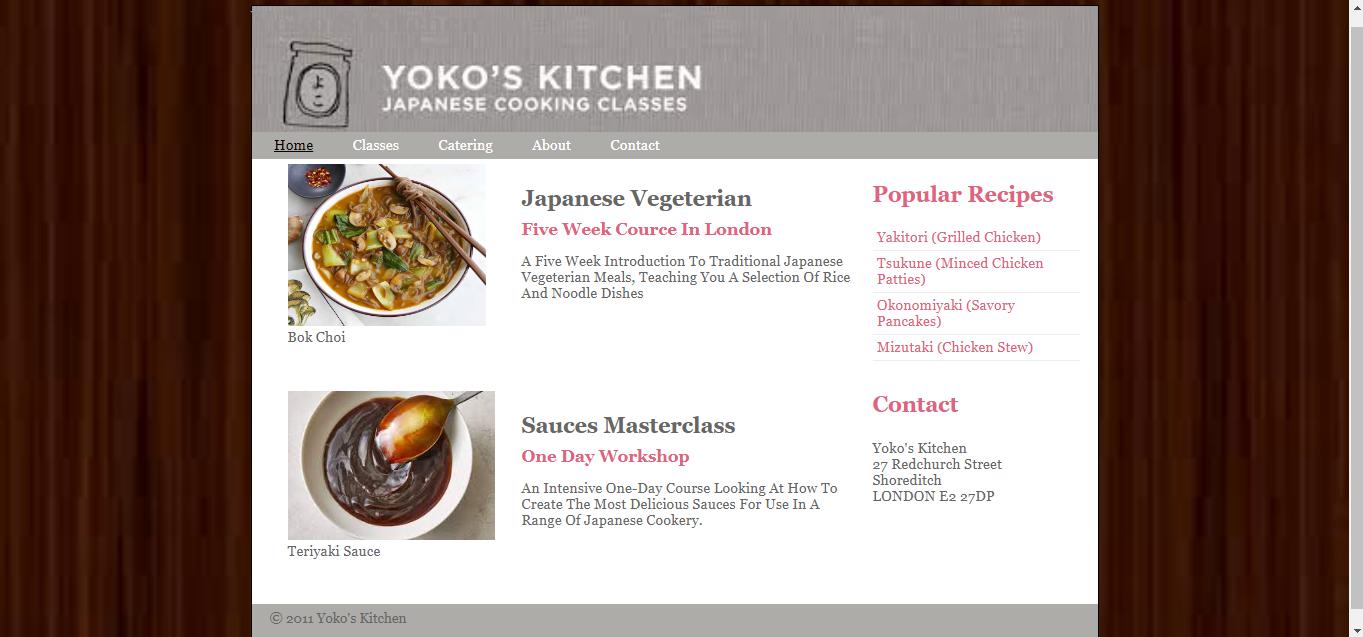 よこ
YOKO'S KITCHEN
JAPANESE COOKING CLASSES
Home Classes Catering About Contact
Bok Choi
Japanese Vegeterian
Five Week Cource In London
A Five Week Introduction To Traditional Japanese
Vegeterian Meals, Teaching You A Selection Of Rice
And Noodle Dishes
Teriyaki Sauce
Sauces Masterclass
One Day Workshop
An Intensive One-Day Course Looking At How To
Create The Most Delicious Sauces For Use In A
Range Of Japanese Cookery.
Popular Recipes
Yakitori (Grilled Chicken)
Tsukune (Minced Chicken
Patties)
Okonomiyaki (Savory
Pancakes)
Mizutaki (Chicken Stew)
Contact
Yoko's Kitchen
27 Redchurch Street
Shoreditch
LONDON E2 27DP
© 2011 Yoko's Kitchen